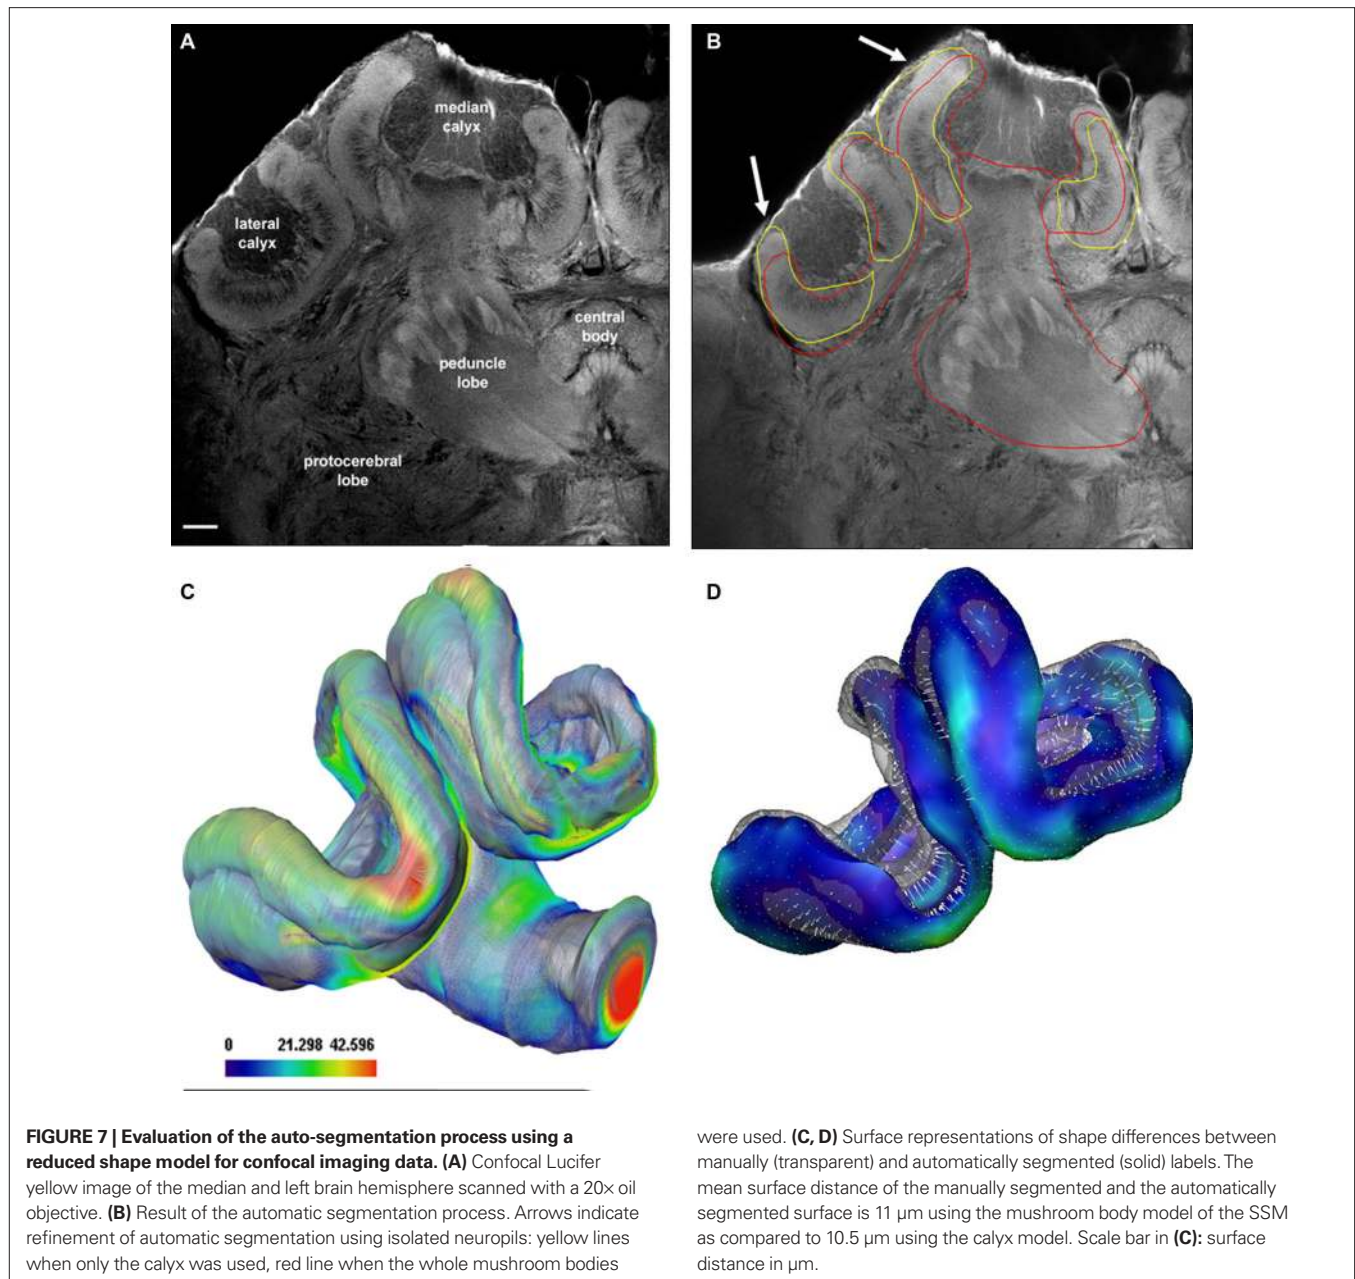 A
median
calyx
lateral
calyx
central
body
peduncle
lobe
protocerebral
lobe
B
C
0 21.298 42.596
D
FIGURE 7 | Evaluation of the auto-segmentation process using a
reduced shape model for confocal imaging data. (A) Confocal Lucifer
yellow image of the median and left brain hemisphere scanned with a 20× oil
objective. (B) Result of the automatic segmentation process. Arrows indicate
refinement of automatic segmentation using isolated neuropils: yellow lines
when only the calyx was used, red line when the whole mushroom bodies
were used. (C, D) Surface representations of shape differences between
manually (transparent) and automatically segmented (solid) labels. The
mean surface distance of the manually segmented and the automatically
segmented surface is 11 µm using the mushroom body model of the SSM
as compared to 10.5 µm using the calyx model. Scale bar in (C): surface
distance in µm.